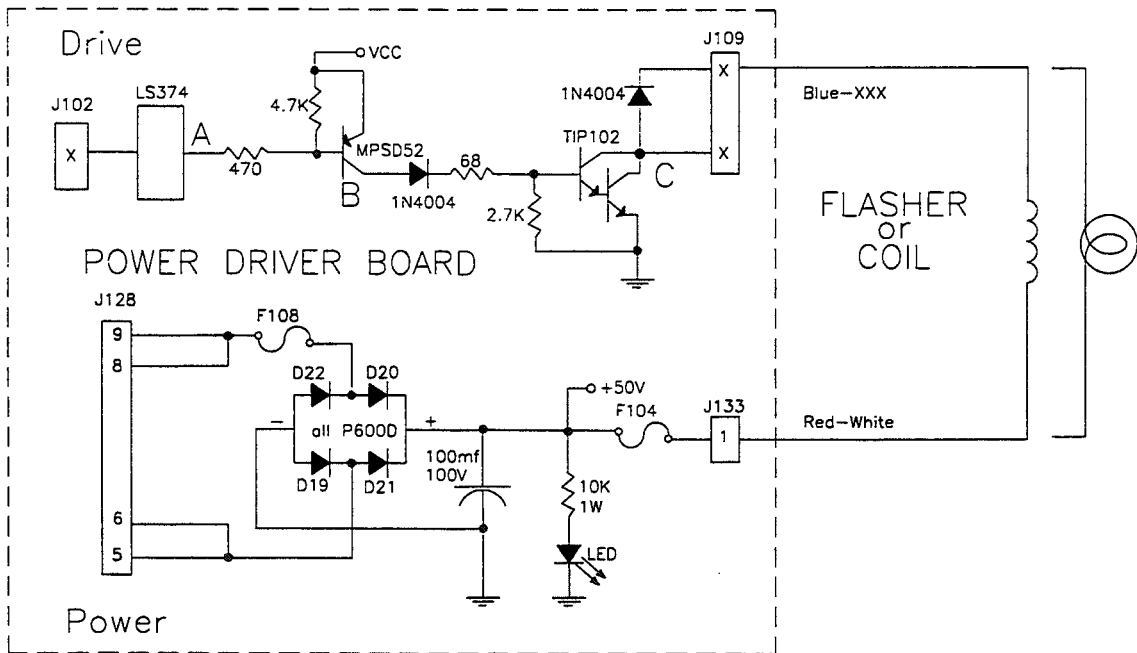 Drive
VCC
J109
LS374
4.7K
1N4004
X
Blue-XXX
J102
A
TIP102
X
470
MPSD52
68
X
B
1N4004
C
2.7K
FLASHER
or
COIL
POWER DRIVER BOARD
J128
F108
9
8
D22
D20
+50V
F104
J133
-
all P600D
+
1
Red-White
100mf
100V
D19
D21
10K
1W
6
5
LED
Power